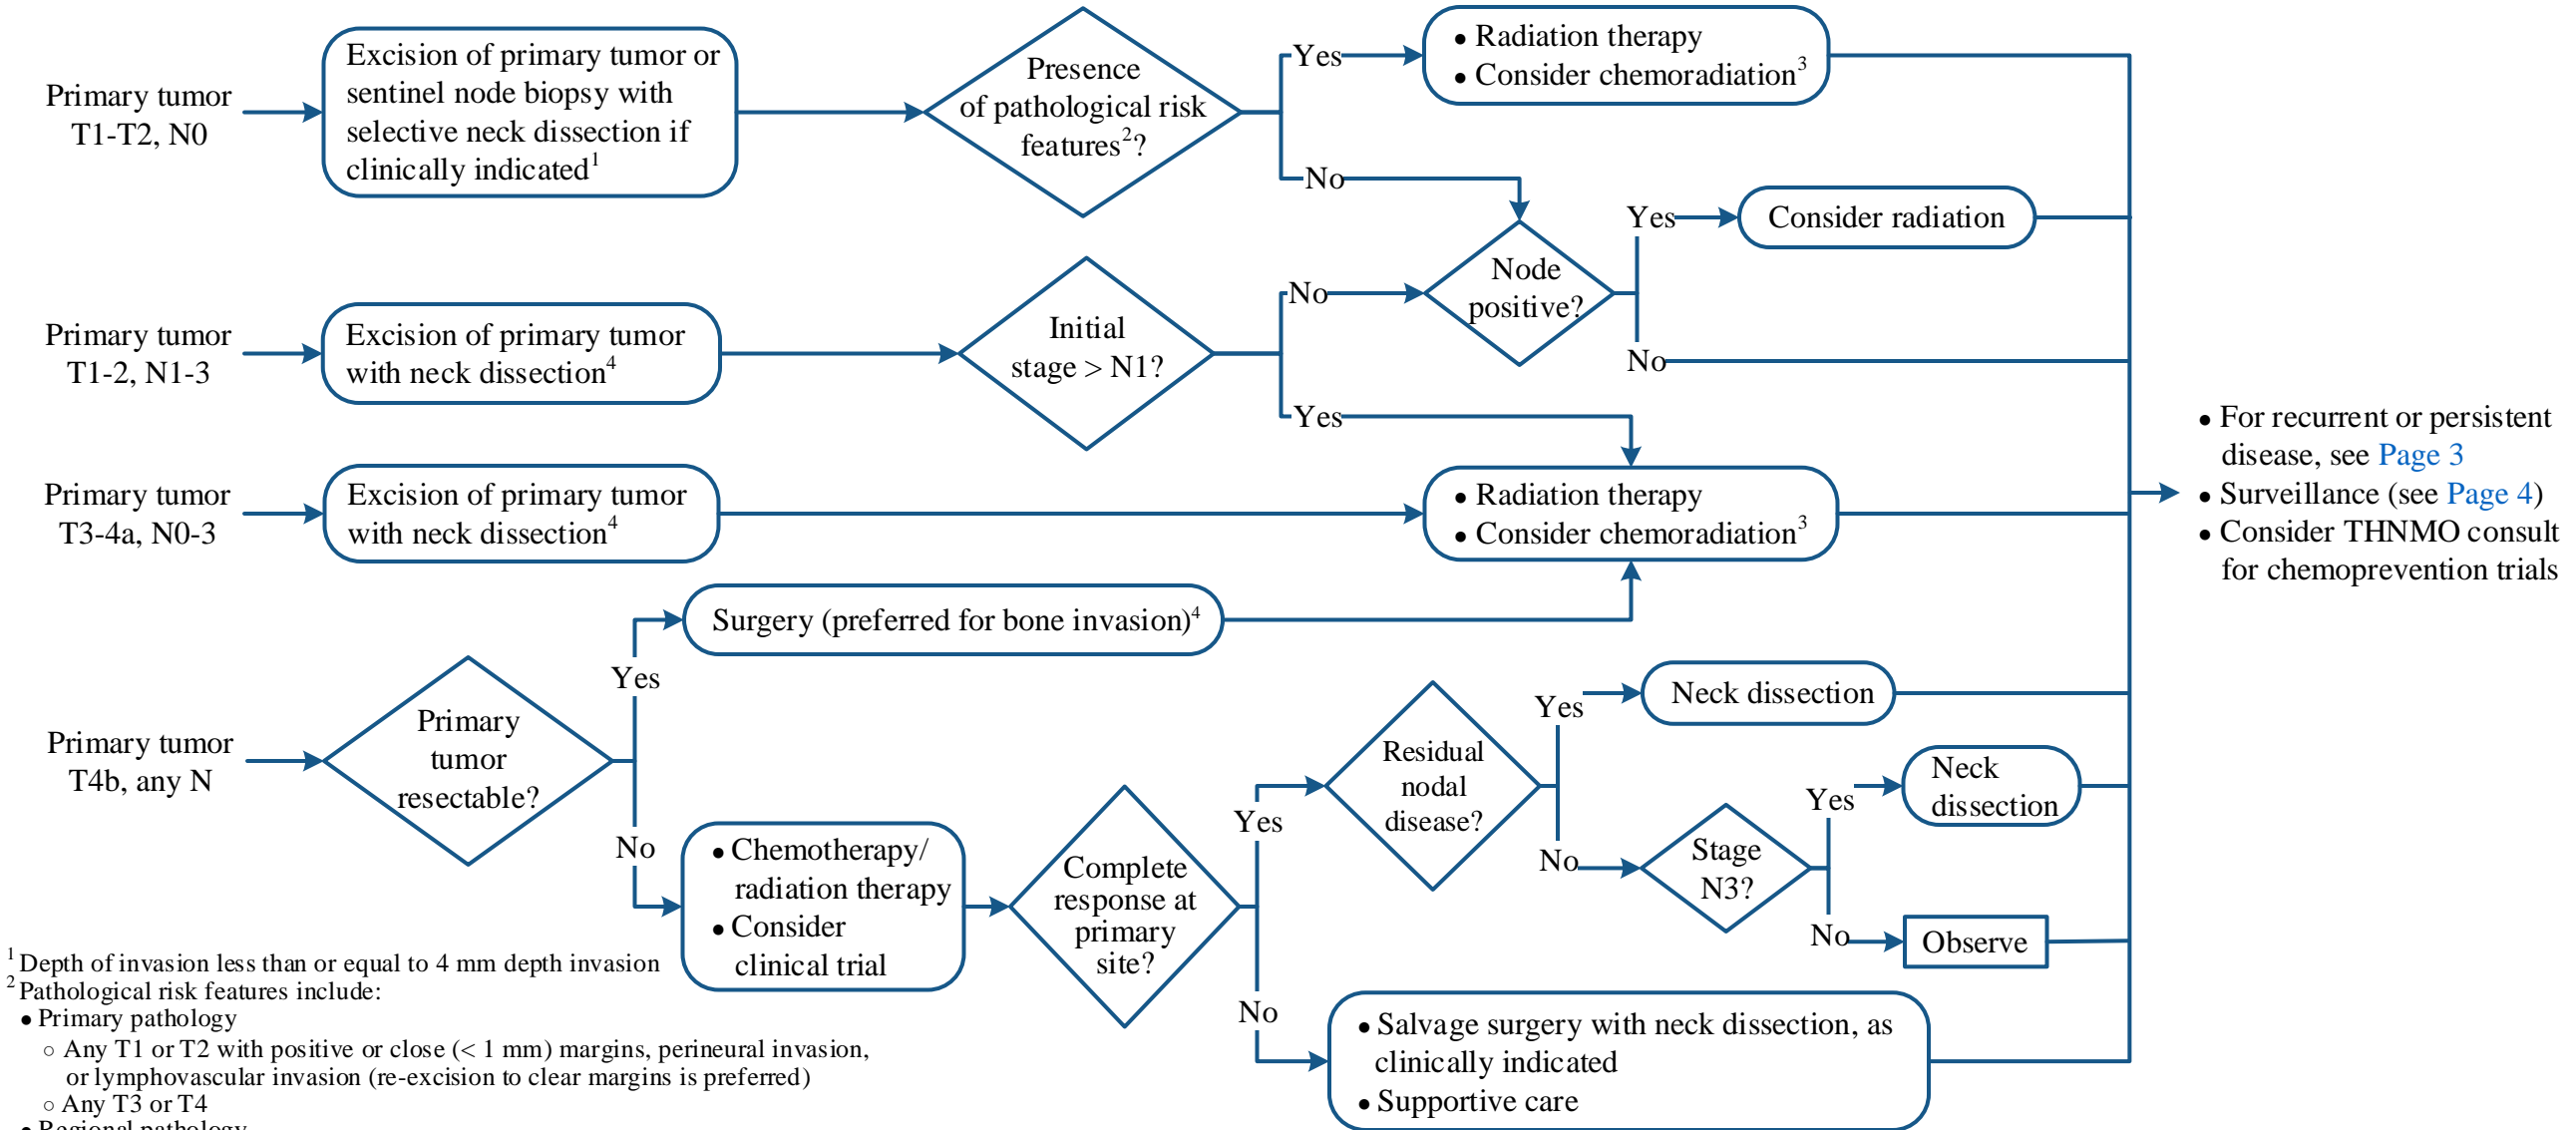 Primary tumor
T1-T2, N0
Excision of primary tumor or
sentinel node biopsy with
selective neck dissection if
clinically indicated1
Presence
of pathological risk
features2?
Yes
• Radiation therapy
• Consider chemoradiation3
No
Node
positive?
Yes
Consider radiation
No
Primary tumor
T1-2, N1-3
Excision of primary tumor
with neck dissection4
Initial
stage > N1?
No
Yes
Primary tumor
T3-4a, N0-3
Excision of primary tumor
with neck dissection4
• Radiation therapy
• Consider chemoradiation3
Primary tumor
T4b, any N
Primary
tumor
resectable?
Yes
Surgery (preferred for bone invasion)4
No
• Chemotherapy/
radiation therapy
• Consider
clinical trial
Complete
response at
primary
site?
Yes
Residual
nodal
disease?
Yes
Neck dissection
No
Stage
N3?
Yes
Neck
dissection
No
Observe
No
• Salvage surgery with neck dissection, as
clinically indicated
• Supportive care
• For recurrent or persistent
disease, see Page 3
• Surveillance (see Page 4)
• Consider THNMO consult
for chemoprevention trials
1 Depth of invasion less than or equal to 4 mm depth invasion
2 Pathological risk features include:
• Primary pathology
○ Any T1 or T2 with positive or close (< 1 mm) margins, perineural invasion,
or lymphovascular invasion (re-excision to clear margins is preferred)
○ Any T3 or T4
• Regional pathology